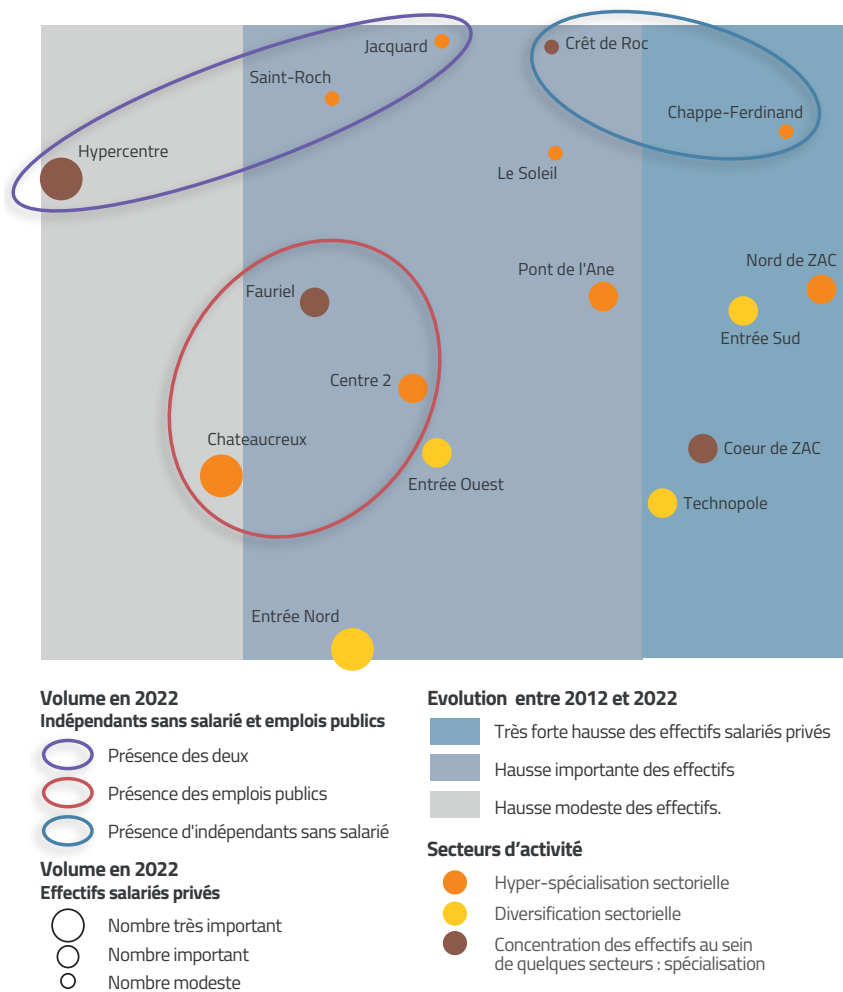 Jacquard
Crêt de Roc
Saint-Roch
Chappe-Ferdinand
Hypercentre
Le Soleil
Pont de l'Ane
Nord de ZAC
Fauriel
Entrée Sud
Centre 2
Chateaucreux
Coeur de ZAC
Entrée Ouest
Technopole
Entrée Nord
Volume en 2022
Indépendants sans salarié et emplois publics
Présence des deux
Présence des emplois publics
Présence d'indépendants sans salarié
Volume en 2022
Effectifs salariés privés
Nombre très important
Nombre important
Nombre modeste
Evolution entre 2012 et 2022
Très forte hausse des effectifs salariés privés
Hausse importante des effectifs
Hausse modeste des effectifs.
Secteurs d’activité
Hyper-spécialisation sectorielle
Diversification sectorielle
Concentration des effectifs au sein
de quelques secteurs : spécialisation